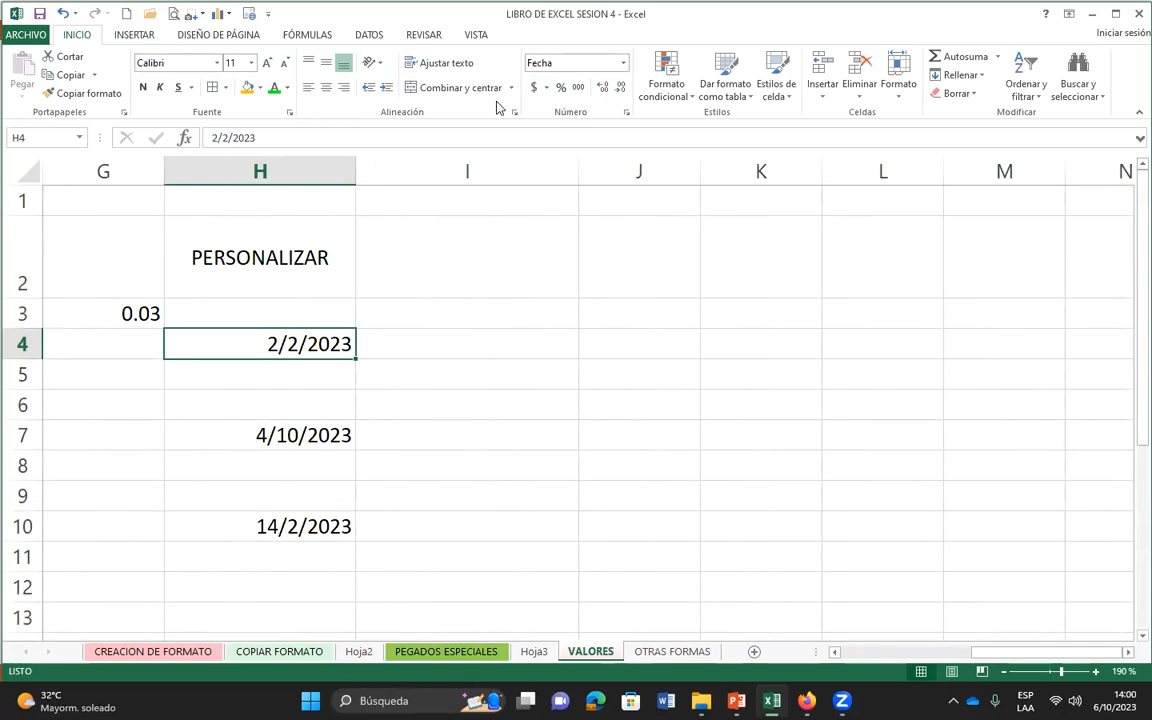 LIBRO DE EXCEL SESION 4 - Excel
ARCHIVO INICIO INSERTAR DISEÑO DE PÁGINA FÓRMULAS DATOS REVISAR VISTA Iniciar sesión
Pegar
Cortar
Copiar
Copiar formato
Portapapeles
Calibri 11
N K S
Fuente
Ajustar texto
Combinar y centrar
Alineación
Fecha
$ % 000
Número
Formato condicional
Dar formato como tabla
Estilos de celda
Estilos
Insertar
Eliminar
Formato
Celdas
Autosuma
Rellenar
Borrar
Ordenar y filtrar
Buscar y seleccionar
Modificar
H4 fx 2/2/2023
G H I J K L M N
1
2 PERSONALIZAR
3 0.03
4 2/2/2023
5
6
7 4/10/2023
8
9
10 14/2/2023
11
12
13
CREACION DE FORMATO COPIAR FORMATO Hoja2 PEGADOS ESPECIALES Hoja3 VALORES OTRAS FORMAS
LISTO 190 %
32°C
Mayorm. soleado
Búsqueda
ESP
LAA
14:00
6/10/2023